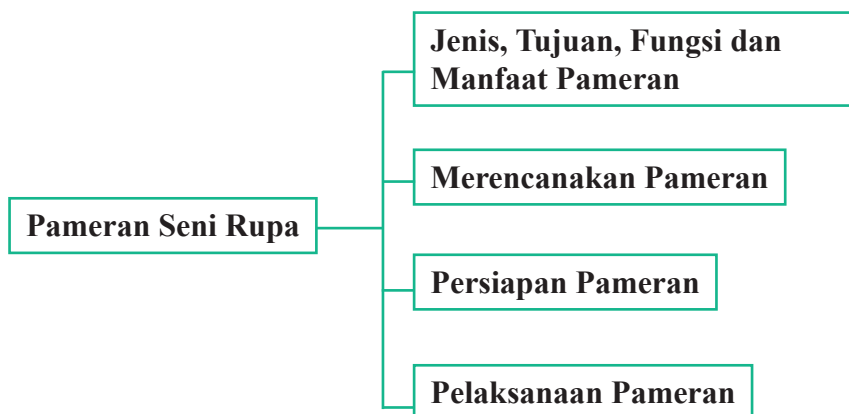 Jenis, Tujuan, Fungsi dan
Manfaat Pameran
Merencanakan Pameran
Pameran Seni Rupa
Persiapan Pameran
Pelaksanaan Pameran